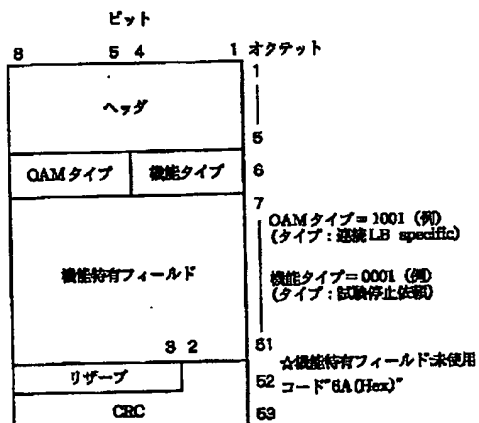 ビット
8 5 4 1 オクテット
ヘッダ
1
5
OAMタイプ 機能タイプ 6
7
OAMタイプ=1001 (例)
(タイプ:連続LB specific)
機能特有フィールド
機能タイプ=0001 (例)
(タイプ:試験停止依頼)
3 2 51
☆機能特有フィールド:未使用
リザーブ 52 コード"6A(Hex)"
CRC 53